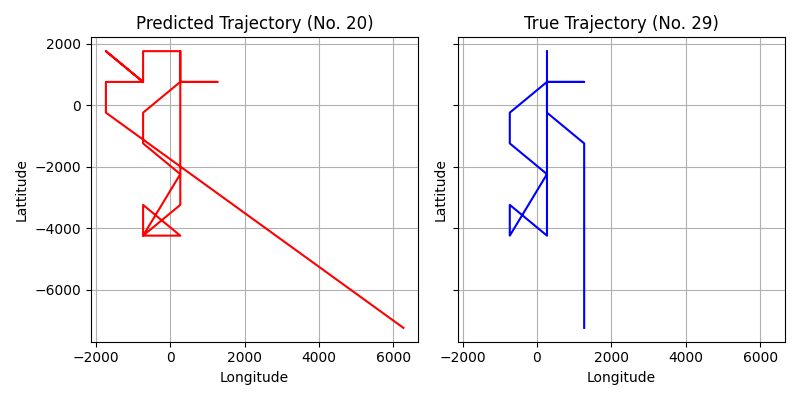 Predicted Trajectory (No. 20)
True Trajectory (No. 29)
Lattitude
2000
0
−2000
−4000
−6000
−2000 0 2000 4000 6000
Longitude
Lattitude
−2000 0 2000 4000 6000
Longitude